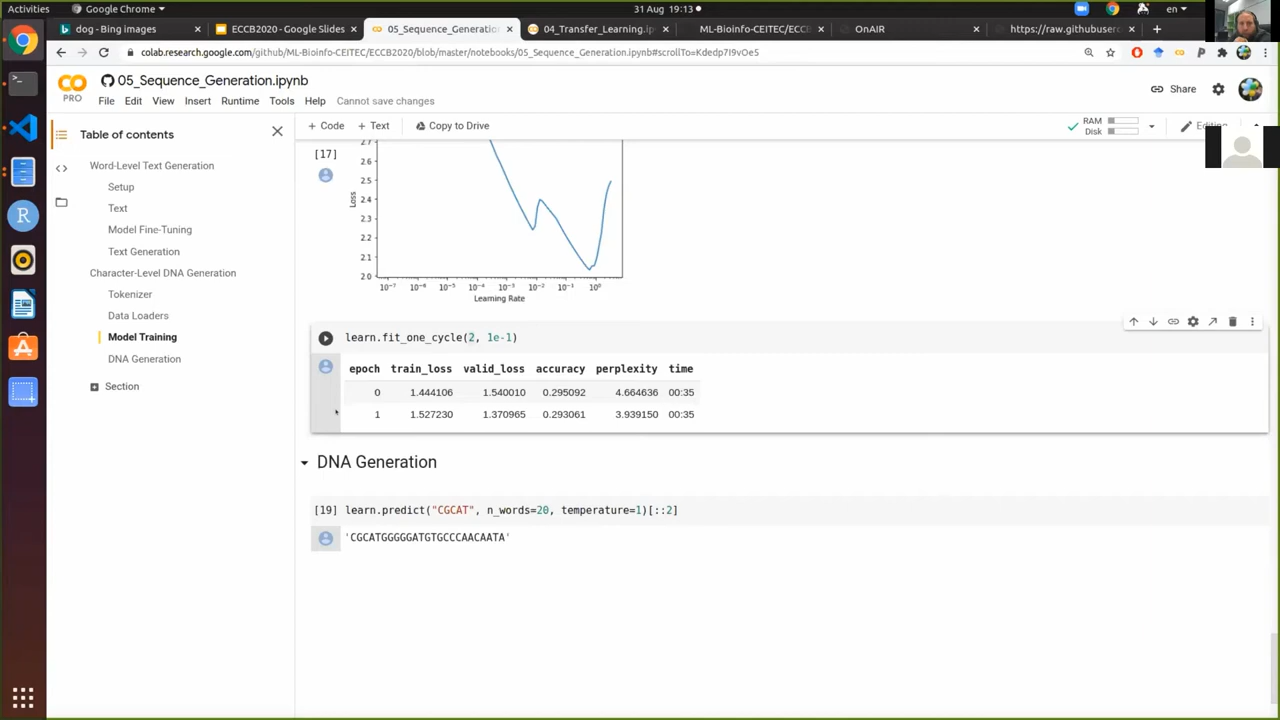 Activities
Google Chrome
31 Aug 19:13
en
dog - Bing images
ECCB2020 - Google Slides
05_Sequence_Generatio
04_Transfer_Learning.i
ML-Bioinfo-CEITEC/ECC
OnAIR
https://raw.githubuserc
colab.research.google.com/github/ML-Bioinfo-CEITEC/ECCB2020/blob/master/notebooks/05_Sequence_Generation.ipynb#scrollTo=Kdedp7I9vOe5
CO
PRO
05_Sequence_Generation.ipynb
File Edit View Insert Runtime Tools Help Cannot save changes
Share
Table of contents
Word-Level Text Generation
Setup
Text
Model Fine-Tuning
Text Generation
Character-Level DNA Generation
Tokenizer
Data Loaders
Model Training
DNA Generation
Section
+ Code + Text Copy to Drive
RAM
Disk
Editing
[17]
2.7
2.6
2.5
2.4
2.3
2.2
2.1
2.0
Loss
10⁻⁷ 10⁻⁶ 10⁻⁵ 10⁻⁴ 10⁻³ 10⁻² 10⁻¹ 10⁰
Learning Rate
learn.fit_one_cycle(2, 1e-1)
epoch train_loss valid_loss accuracy perplexity time
0 1.444106 1.540010 0.295092 4.664636 00:35
1 1.527230 1.370965 0.293061 3.939150 00:35
DNA Generation
[19] learn.predict("CGCAT", n_words=20, temperature=1)[::2]
'CGCATGGGGGATGTGCCCAACAATA'